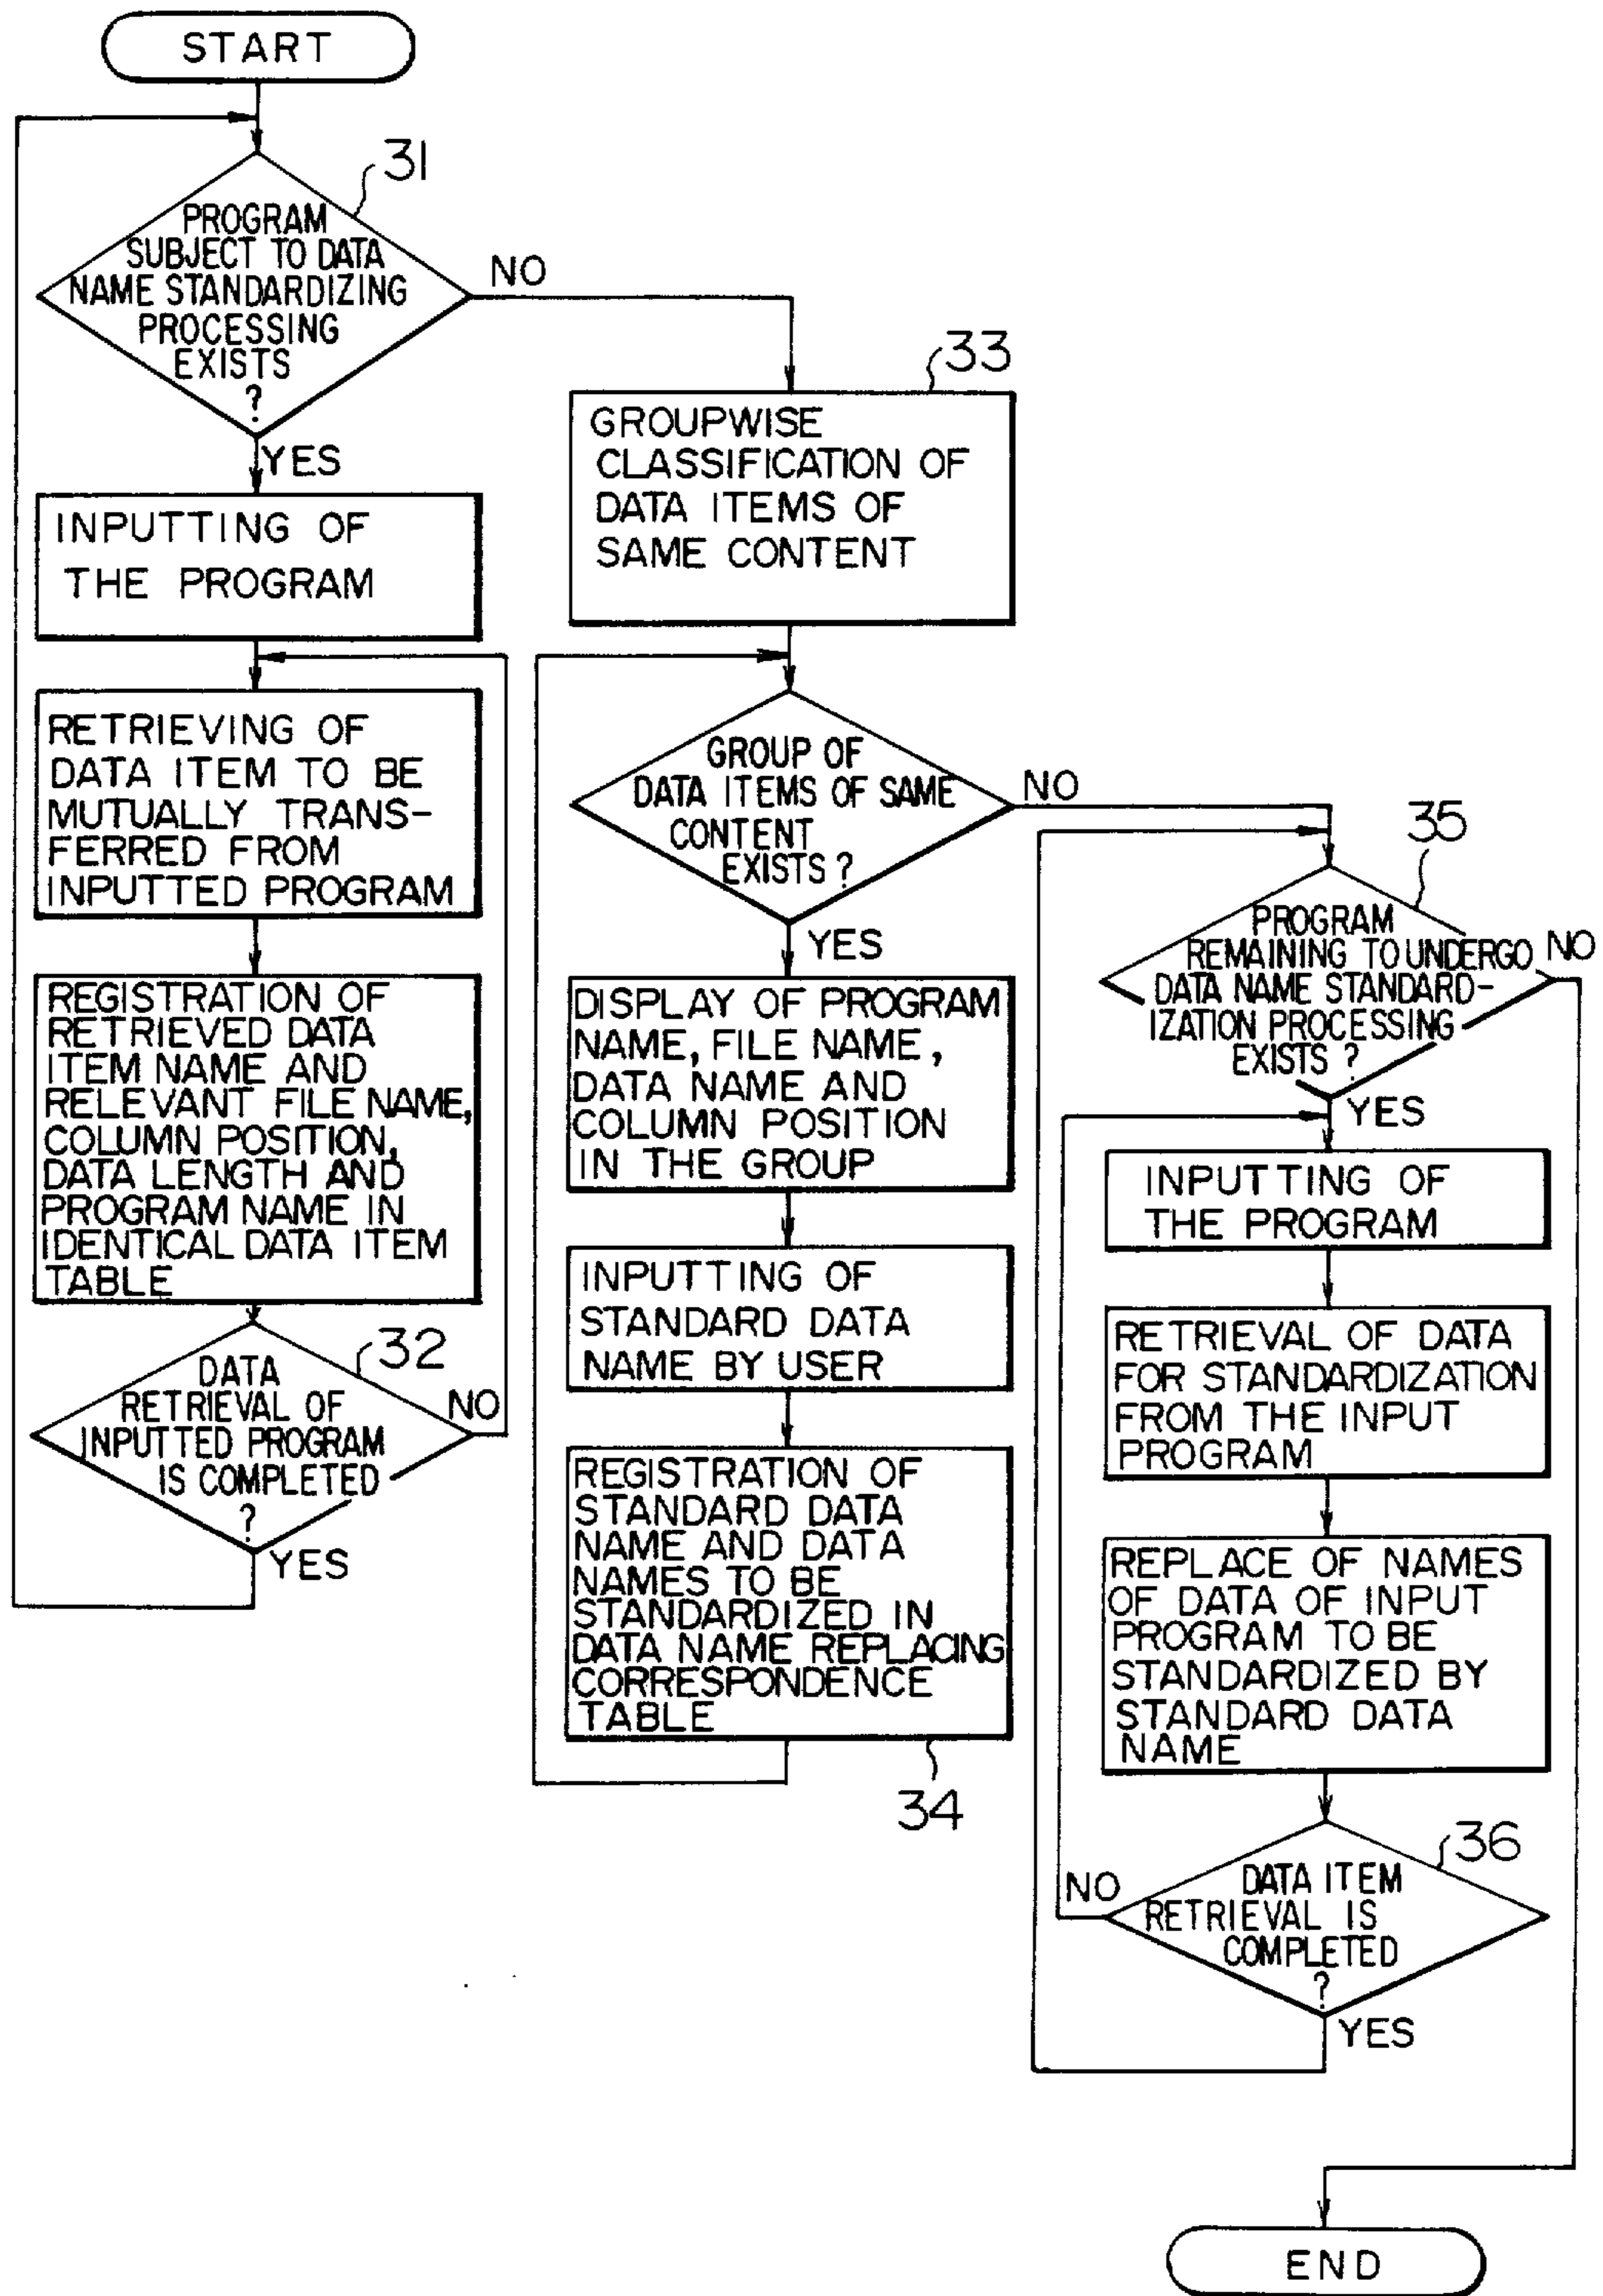 START
31
PROGRAM
SUBJECT TO DATA
NAME STANDARDIZING
PROCESSING
EXISTS
?
NO
YES
INPUTTING OF
THE PROGRAM
RETRIEVING OF
DATA ITEM TO BE
MUTUALLY TRANS-
FERRED FROM
INPUTTED PROGRAM
REGISTRATION OF
RETRIEVED DATA
ITEM NAME AND
RELEVANT FILE NAME,
COLUMN POSITION,
DATA LENGTH AND
PROGRAM NAME IN
IDENTICAL DATA ITEM
TABLE
32
DATA
RETRIEVAL OF
INPUTTED PROGRAM
IS COMPLETED
?
NO
YES
33
GROUPWISE
CLASSIFICATION OF
DATA ITEMS OF
SAME CONTENT
GROUP OF
DATA ITEMS OF SAME
CONTENT
EXISTS ?
NO
YES
DISPLAY OF PROGRAM
NAME, FILE NAME,
DATA NAME AND
COLUMN POSITION
IN THE GROUP
INPUTTING OF
STANDARD DATA
NAME BY USER
REGISTRATION OF
STANDARD DATA
NAME AND DATA
NAMES TO BE
STANDARDIZED IN
DATA NAME REPLACING
CORRESPONDENCE
TABLE
34
35
PROGRAM
REMAINING TO UNDERGO
DATA NAME STANDARD-
IZATION PROCESSING
EXISTS ?
NO
YES
INPUTTING OF
THE PROGRAM
RETRIEVAL OF DATA
FOR STANDARDIZATION
FROM THE INPUT
PROGRAM
REPLACE OF NAMES
OF DATA OF INPUT
PROGRAM TO BE
STANDARDIZED BY
STANDARD DATA
NAME
36
DATA ITEM
RETRIEVAL IS
COMPLETED
?
NO
YES
END